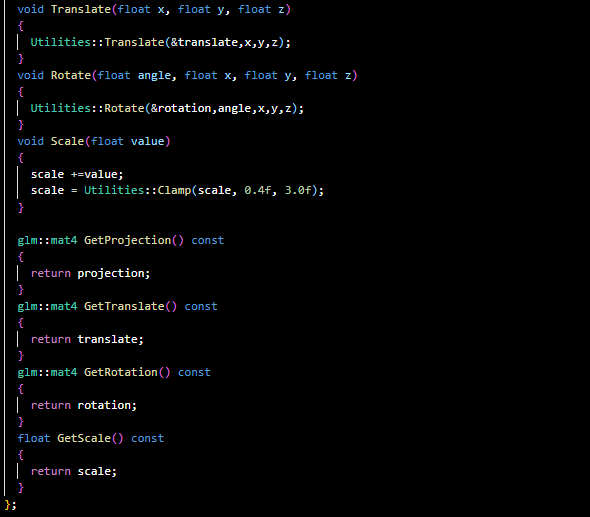 void Translate(float x, float y, float z)
{
Utilities::Translate(&translate,x,y,z);
}
void Rotate(float angle, float x, float y, float z)
{
Utilities::Rotate(&rotation,angle,x,y,z);
}
void Scale(float value)
{
scale +=value;
scale = Utilities::Clamp(scale, 0.4f, 3.0f);
}
glm::mat4 GetProjection() const
{
return projection;
}
glm::mat4 GetTranslate() const
{
return translate;
}
glm::mat4 GetRotation() const
{
return rotation;
}
float GetScale() const
{
return scale;
}
};